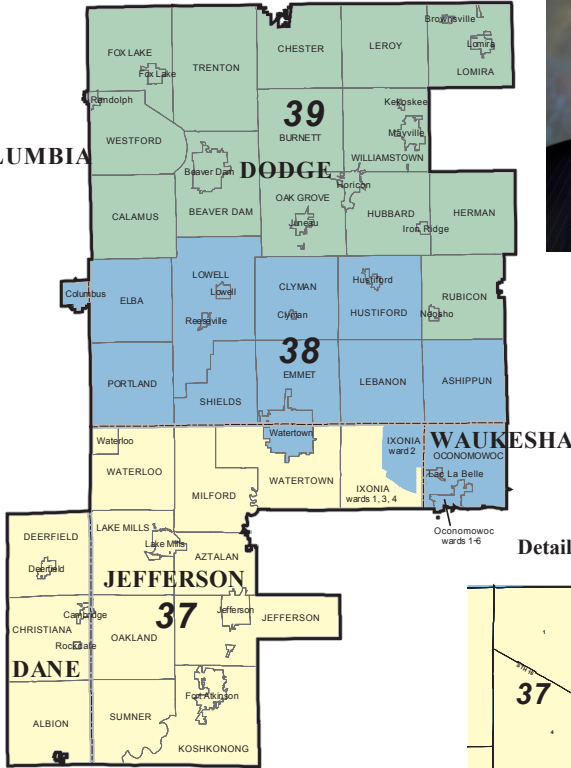 Brownsville
FOX LAKE
CHESTER
LEROY
Lomira
TRENTON
Fox Lake
LOMIRA
Randolph
39
Kekoskee
BURNETT
Mayville
WESTFORD
LUMBIA
WILLIAMSTOWN
Beaver Dam
DODGE
Horicon
OAK GROVE
CALAMUS
BEAVER DAM
Juneau
HUBBARD
HERMAN
Iron Ridge
LOWELL
CLYMAN
Hustiford
Columbus
ELBA
Lowell
RUBICON
Reeseville
Clyman
HUSTIFORD
Neosho
38
EMMET
PORTLAND
LEBANON
ASHIPPUN
SHIELDS
Waterloo
Watertown
IXONIA
ward 2
WAUKESHA
OCONOMOWOC
WATERLOO
Lac La Belle
WATERTOWN
IXONIA
wards 1, 3, 4
MILFORD
Oconomowoc
wards 1-6
DEERFIELD
LAKE MILLS
Lake Mills
AZTALAN
Detail
Deerfield
JEFFERSON
37
Cambridge
Jefferson
JEFFERSON
CHRISTIANA
OAKLAND
Rockdale
DANE
Fort Atkinson
ALBION
SUMNER
KOSHKONONG
1
37
4